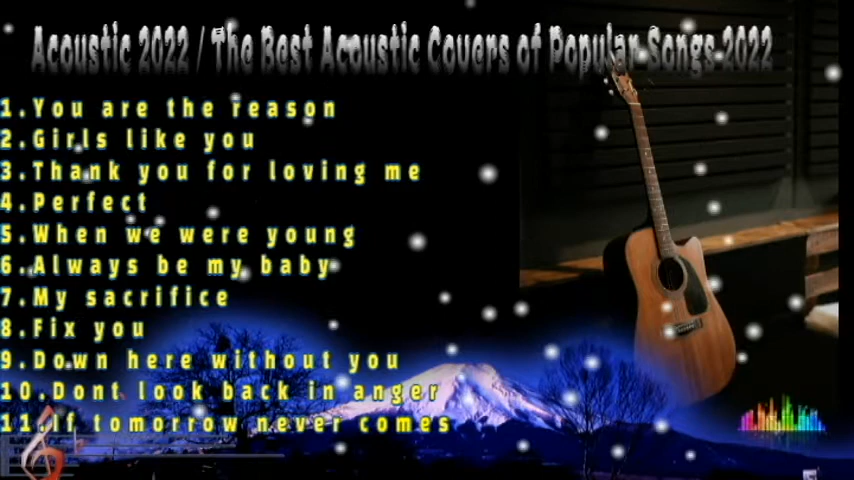 Acoustic 2022 / The Best Acoustic Covers of Popular Songs 2022
1.You are the reason
2.Girls like you
3.Thank you for loving me
4.Perfect
5.When we were young
6.Always be my baby
7.My sacrifice
8.Fix you
9.Down here without you
10.Dont look back in anger
11.If tomorrow never comes